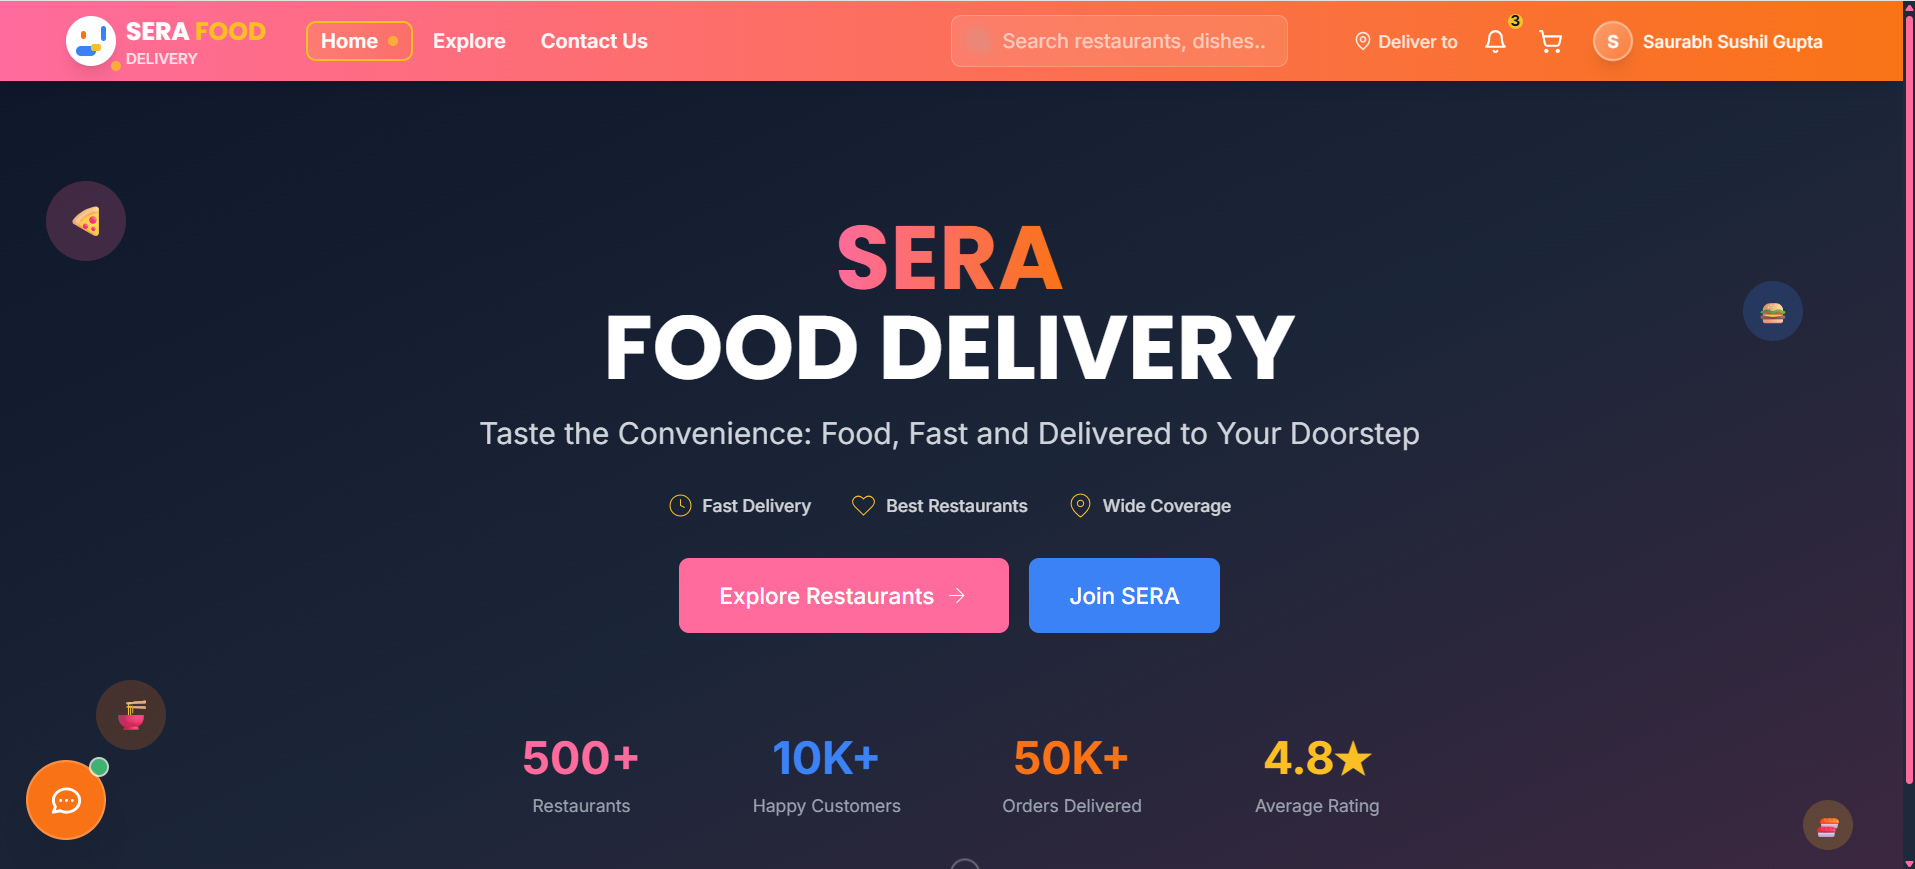 SERA FOOD
DELIVERY
Home
Explore
Contact Us
Search restaurants, dishes..
Deliver to
3
S
Saurabh Sushil Gupta
SERA
FOOD DELIVERY
Taste the Convenience: Food, Fast and Delivered to Your Doorstep
Fast Delivery
Best Restaurants
Wide Coverage
Explore Restaurants →
Join SERA
500+
Restaurants
10K+
Happy Customers
50K+
Orders Delivered
4.8★
Average Rating